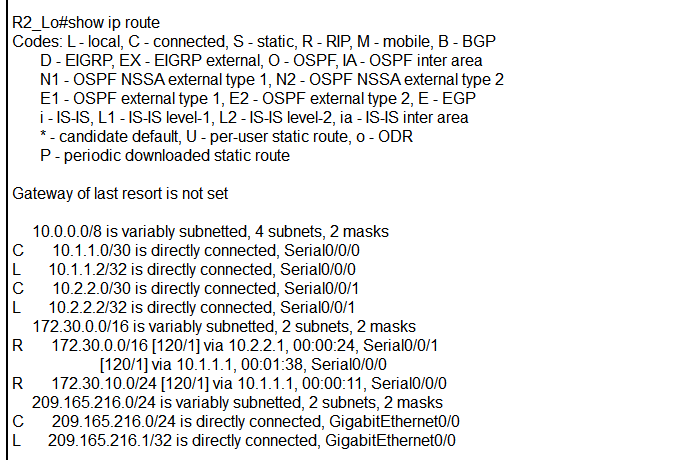 R2_Lo#show ip route
Codes: L - local, C - connected, S - static, R - RIP, M - mobile, B - BGP
D - EIGRP, EX - EIGRP external, O - OSPF, IA - OSPF inter area
N1 - OSPF NSSA external type 1, N2 - OSPF NSSA external type 2
E1 - OSPF external type 1, E2 - OSPF external type 2, E - EGP
i - IS-IS, L1 - IS-IS level-1, L2 - IS-IS level-2, ia - IS-IS inter area
* - candidate default, U - per-user static route, o - ODR
P - periodic downloaded static route
Gateway of last resort is not set
10.0.0.0/8 is variably subnetted, 4 subnets, 2 masks
C 10.1.1.0/30 is directly connected, Serial0/0/0
L 10.1.1.2/32 is directly connected, Serial0/0/0
C 10.2.2.0/30 is directly connected, Serial0/0/1
L 10.2.2.2/32 is directly connected, Serial0/0/1
172.30.0.0/16 is variably subnetted, 2 subnets, 2 masks
R 172.30.0.0/16 [120/1] via 10.2.2.1, 00:00:24, Serial0/0/1
[120/1] via 10.1.1.1, 00:01:38, Serial0/0/0
R 172.30.10.0/24 [120/1] via 10.1.1.1, 00:00:11, Serial0/0/0
209.165.216.0/24 is variably subnetted, 2 subnets, 2 masks
C 209.165.216.0/24 is directly connected, GigabitEthernet0/0
L 209.165.216.1/32 is directly connected, GigabitEthernet0/0